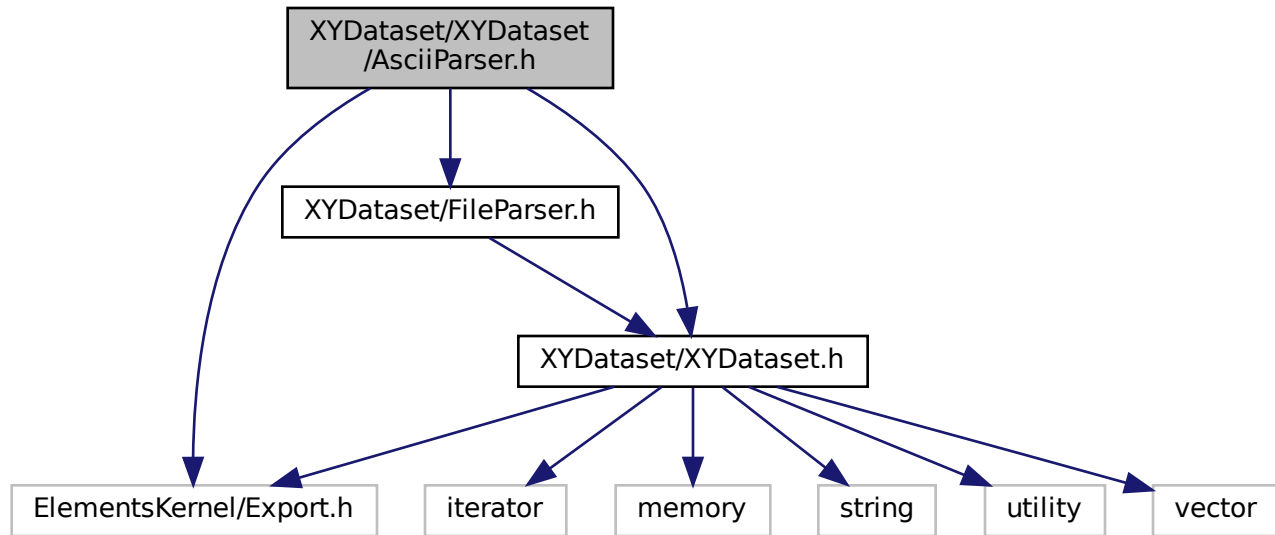 XYDataset/XYDataset
/AsciiParser.h
XYDataset/FileParser.h
XYDataset/XYDataset.h
ElementsKernel/Export.h
iterator
memory
string
utility
vector